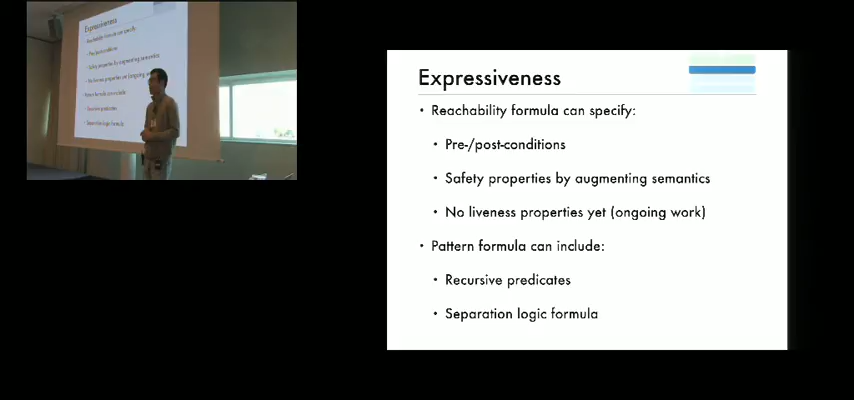 Expressiveness
• Reachability formula can specify:
• Pre-/post-conditions
• Safety properties by augmenting semantics
• No liveness properties yet (ongoing work)
• Pattern formula can include:
• Recursive predicates
• Separation logic formula